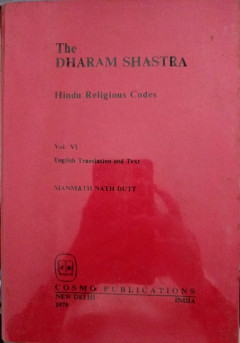 The
DHARAM SHASTRA
Hindu Religious Codes
Vol. VI
English Translation and Text
MANMATH NATH DUTT
COSMO PUBLICATIONS
NEW DELHI INDIA
1979